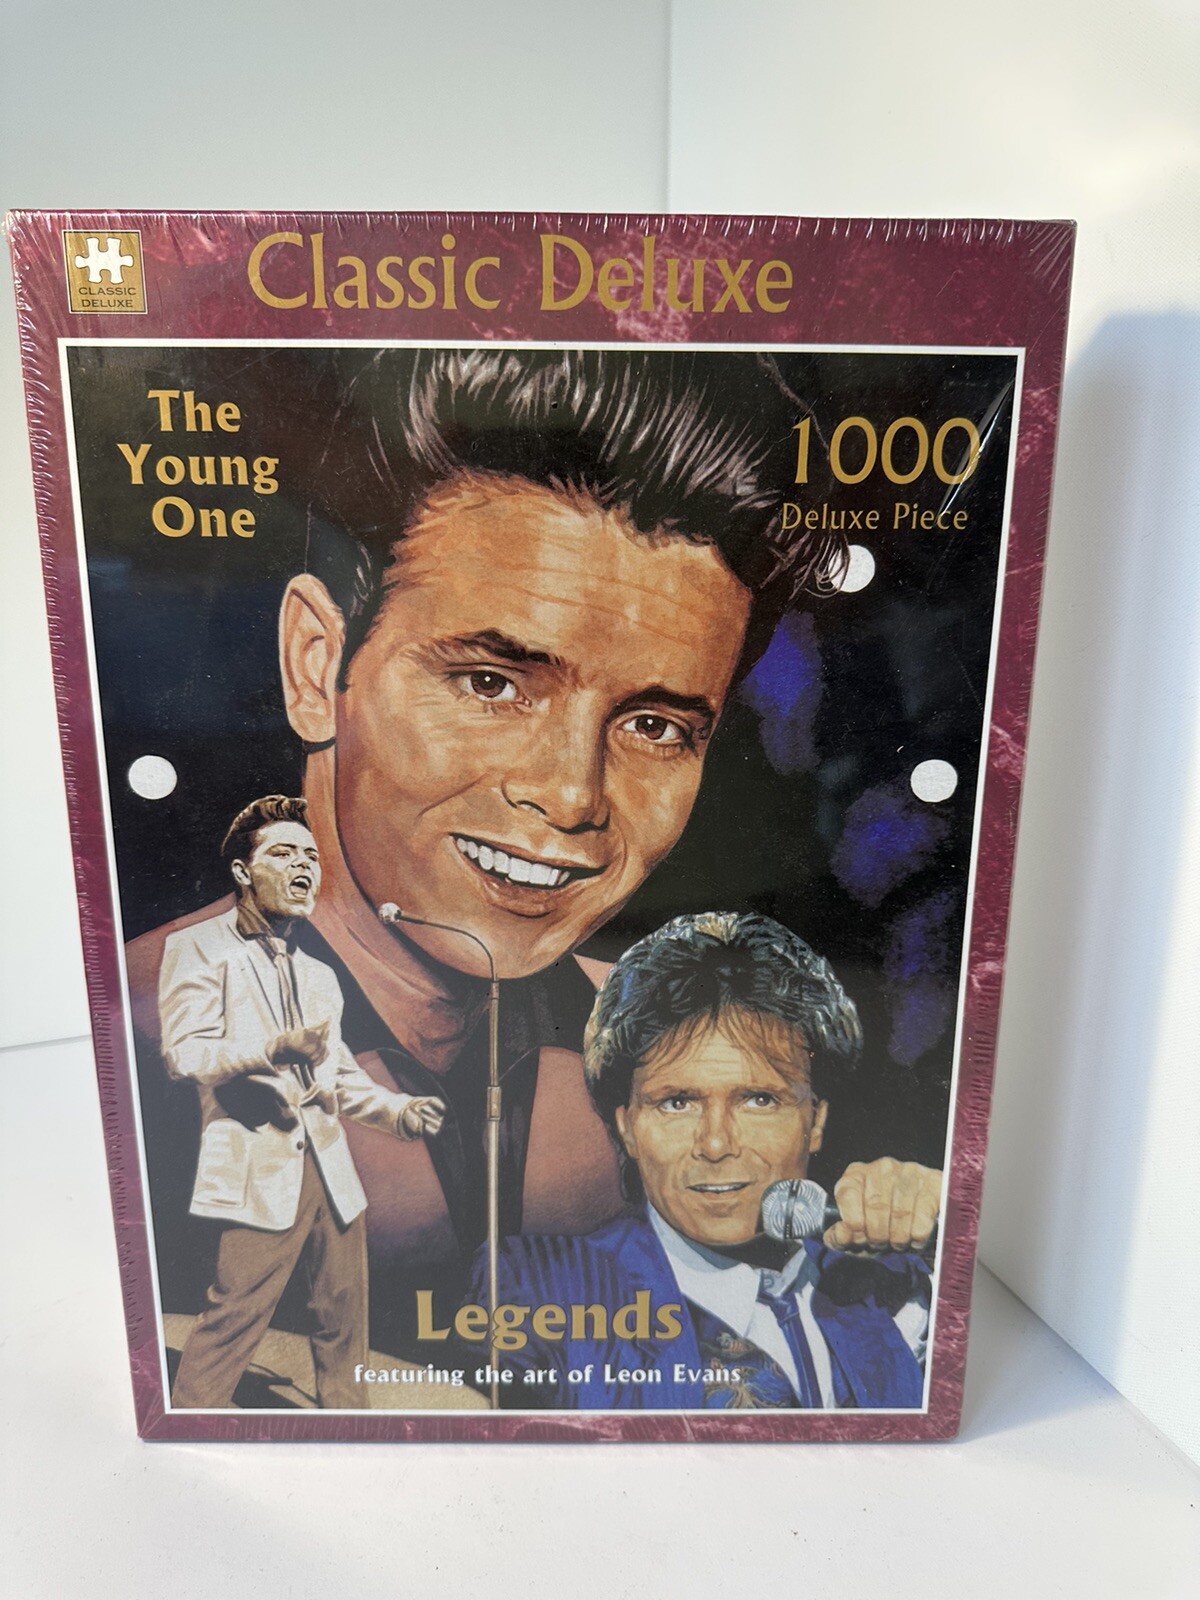 CLASSIC
DELUXE
Classic Deluxe
The
Young
One
1000
Deluxe Piece
Legends
featuring the art of Leon Evans